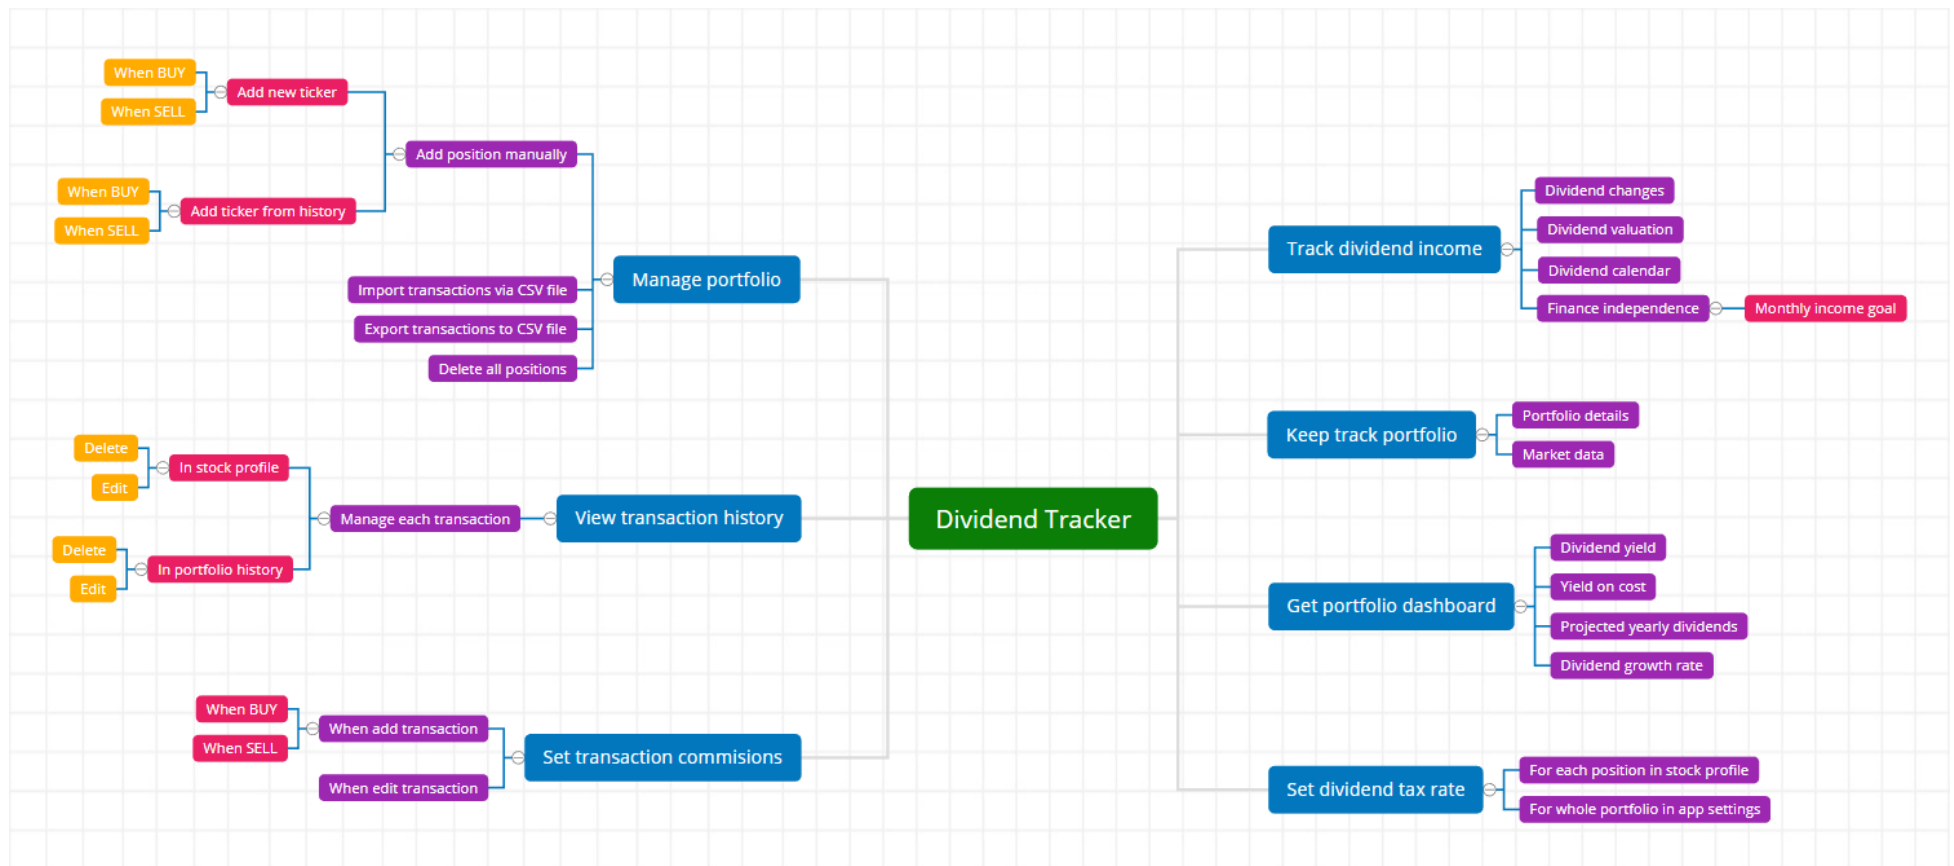 When BUY
When SELL
Add new ticker
Add position manually
When BUY
When SELL
Add ticker from history
Manage portfolio
Import transactions via CSV file
Export transactions to CSV file
Delete all positions
Delete
Edit
In stock profile
Manage each transaction
View transaction history
Delete
Edit
In portfolio history
When BUY
When SELL
When add transaction
When edit transaction
Set transaction commisions
Dividend Tracker
Track dividend income
Dividend changes
Dividend valuation
Dividend calendar
Finance independence
Monthly income goal
Keep track portfolio
Portfolio details
Market data
Get portfolio dashboard
Dividend yield
Yield on cost
Projected yearly dividends
Dividend growth rate
Set dividend tax rate
For each position in stock profile
For whole portfolio in app settings